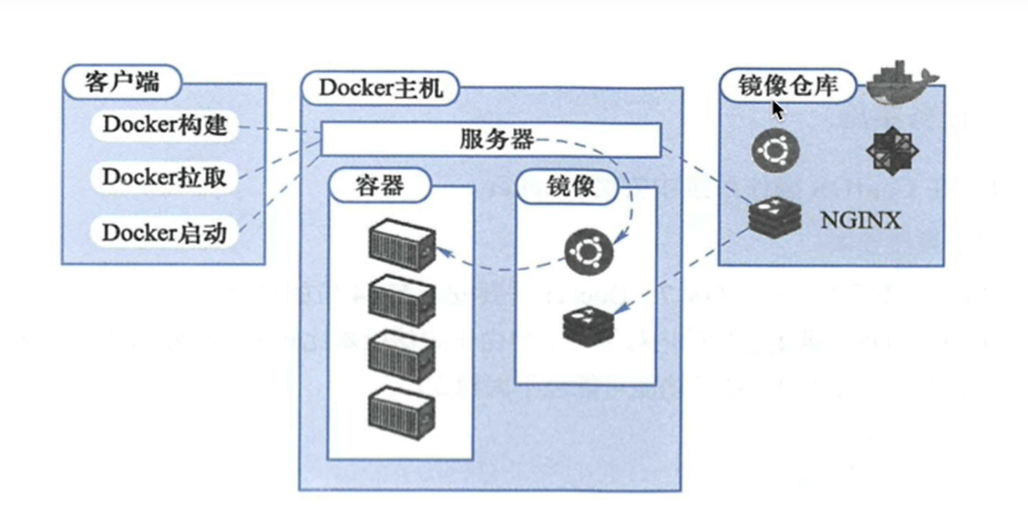 客户端
Docker构建
Docker拉取
Docker启动
Docker主机
服务器
容器
镜像
镜像仓库
NGINX